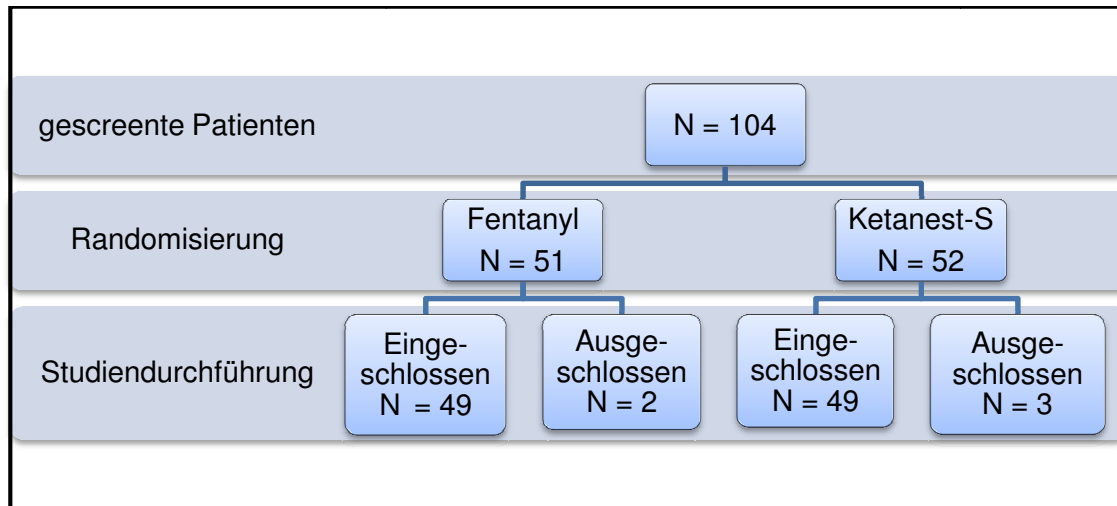 gescreente Patienten
N = 104
Randomisierung
Fentanyl
N = 51
Ketanest-S
N = 52
Studiendurchführung
Einge-
schlossen
N = 49
Ausge-
schlossen
N = 2
Einge-
schlossen
N = 49
Ausge-
schlossen
N = 3